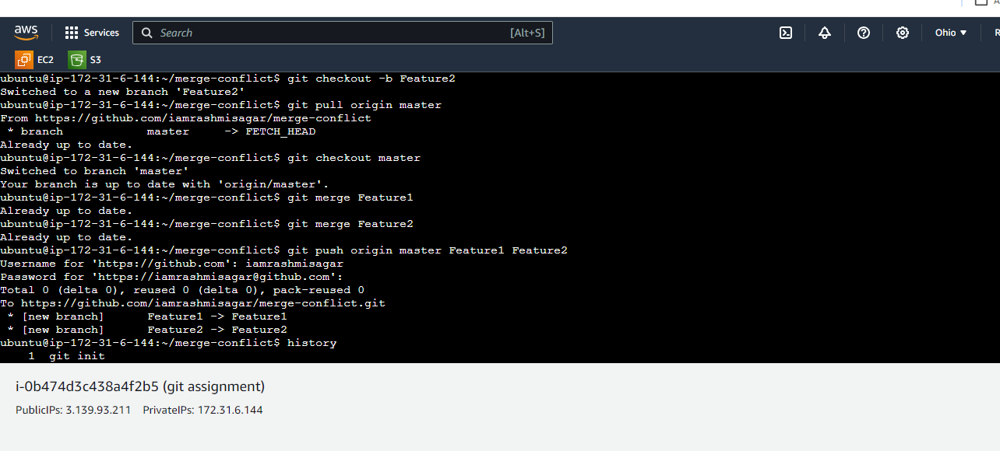 aws
Services
Search
[Alt+S]
Ohio
EC2
S3
ubuntu@ip-172-31-6-144:~/merge-conflict$ git checkout -b Feature2
Switched to a new branch 'Feature2'
ubuntu@ip-172-31-6-144:~/merge-conflict$ git pull origin master
From https://github.com/iamrashmisagar/merge-conflict
 * branch            master     -> FETCH_HEAD
Already up to date.
ubuntu@ip-172-31-6-144:~/merge-conflict$ git checkout master
Switched to branch 'master'
Your branch is up to date with 'origin/master'.
ubuntu@ip-172-31-6-144:~/merge-conflict$ git merge Feature1
Already up to date.
ubuntu@ip-172-31-6-144:~/merge-conflict$ git merge Feature2
Already up to date.
ubuntu@ip-172-31-6-144:~/merge-conflict$ git push origin master Feature1 Feature2
Username for 'https://github.com': iamrashmisagar
Password for 'https://iamrashmisagar@github.com':
Total 0 (delta 0), reused 0 (delta 0), pack-reused 0
To https://github.com/iamrashmisagar/merge-conflict.git
 * [new branch]      Feature1 -> Feature1
 * [new branch]      Feature2 -> Feature2
ubuntu@ip-172-31-6-144:~/merge-conflict$ history
    1  git init
i-0b474d3c438a4f2b5 (git assignment)
PublicIPs: 3.139.93.211 PrivateIPs: 172.31.6.144